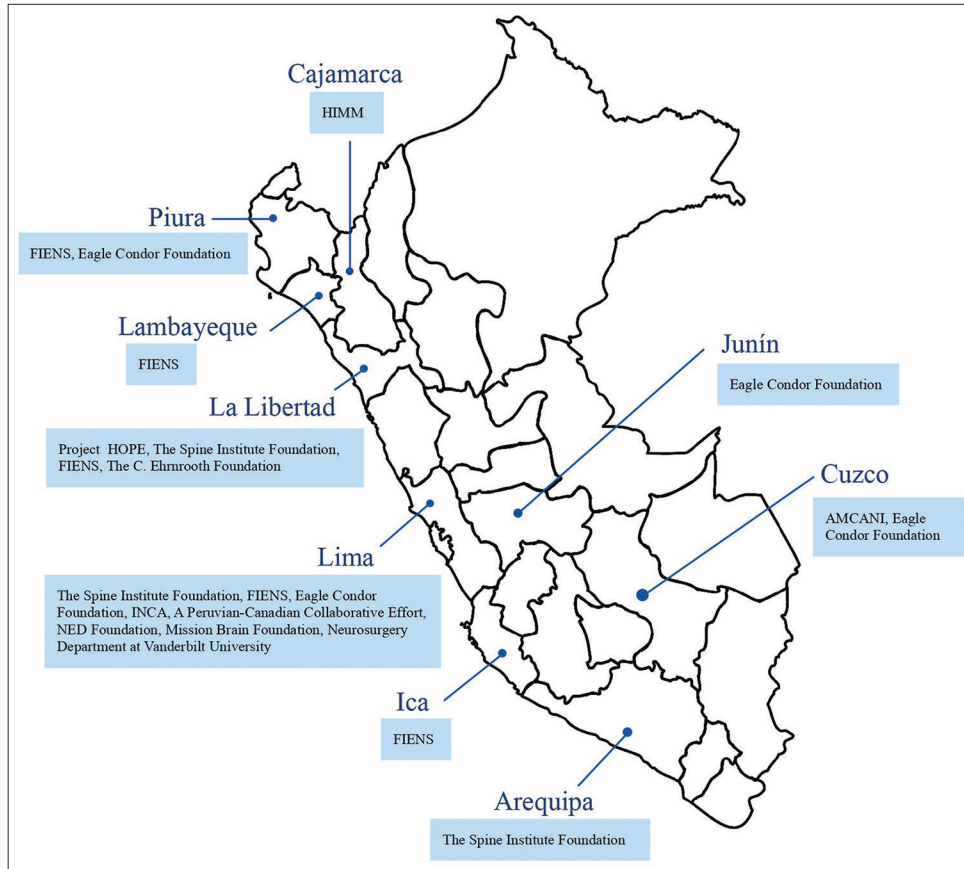 Cajamarca
HIMM
Piura
FIENS, Eagle Condor Foundation
Lambayeque
FIENS
La Libertad
Project HOPE, The Spine Institute Foundation,
FIENS, The C. Ehrnrooth Foundation
Junín
Eagle Condor Foundation
Cuzco
AMCANI, Eagle
Condor Foundation
Lima
The Spine Institute Foundation, FIENS, Eagle Condor
Foundation, INCA, A Peruvian-Canadian Collaborative Effort,
NED Foundation, Mission Brain Foundation, Neurosurgery
Department at Vanderbilt University
Ica
FIENS
Arequipa
The Spine Institute Foundation